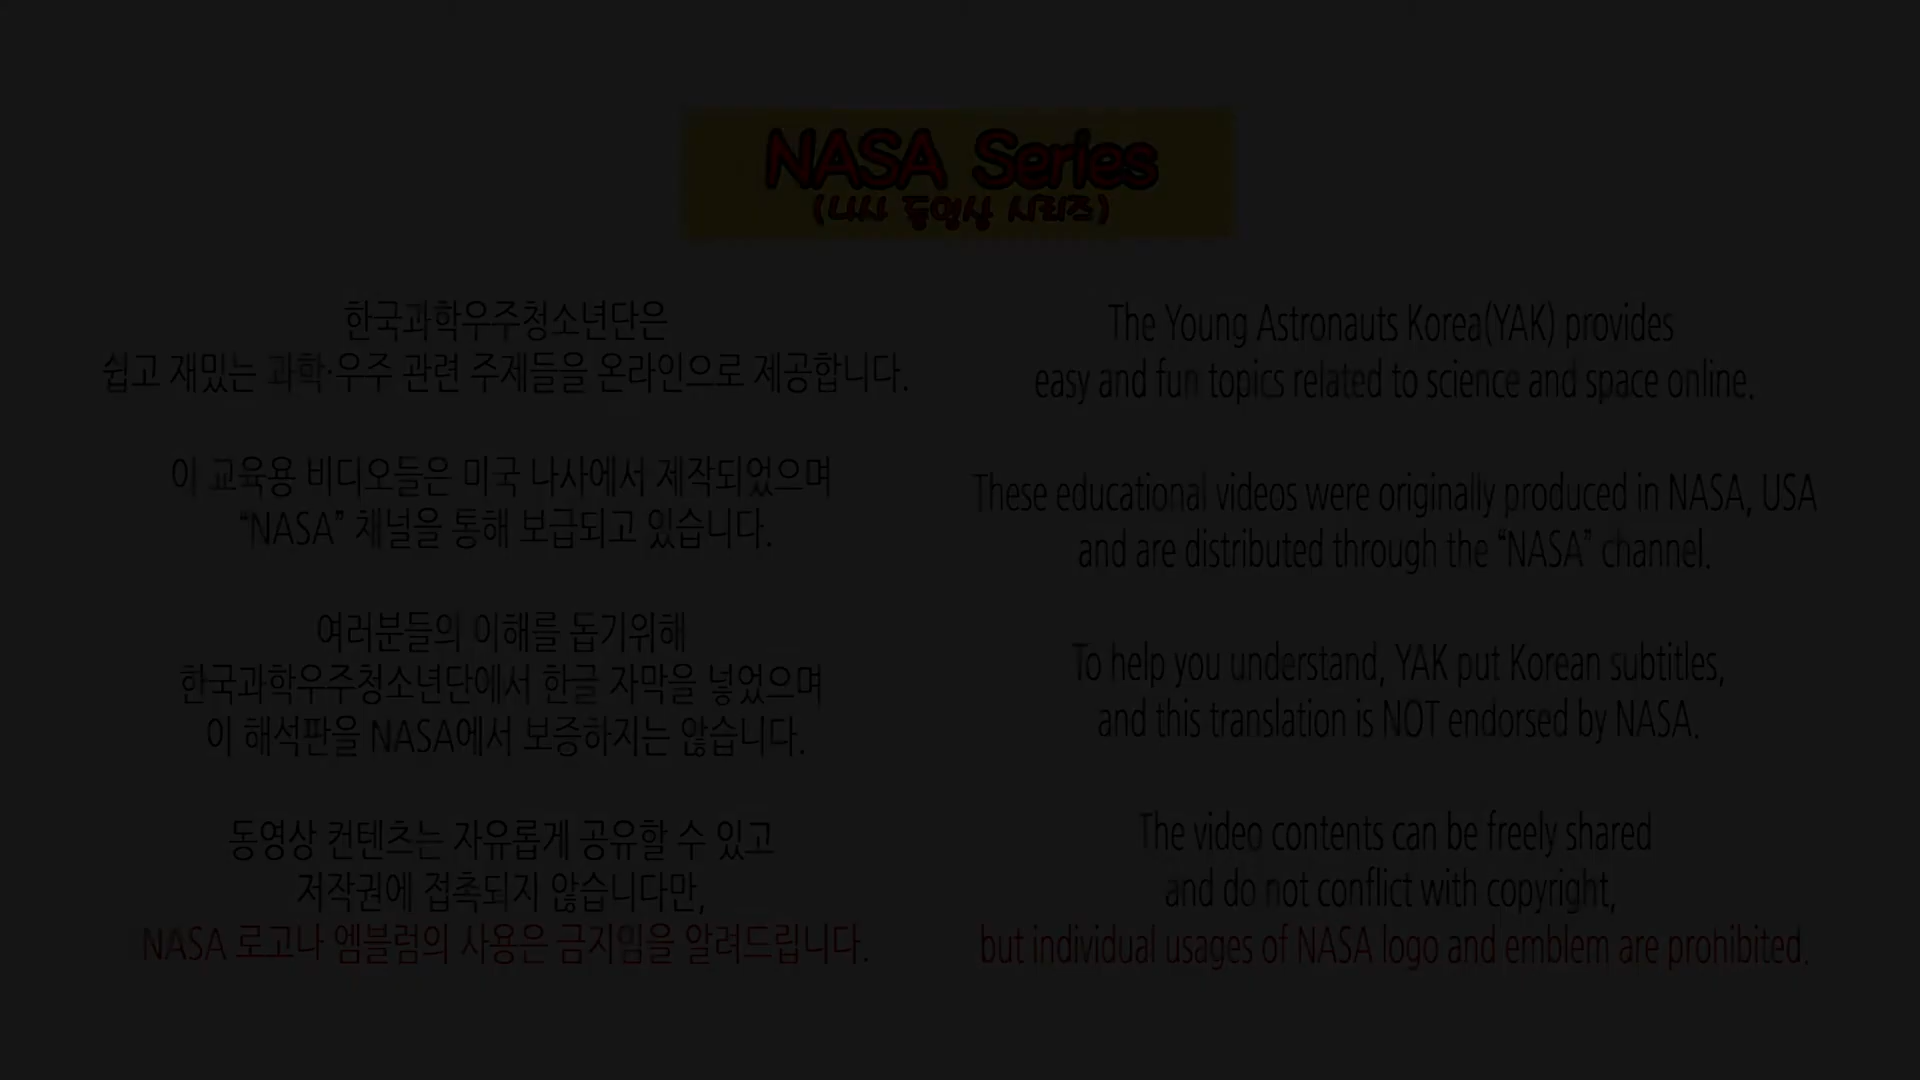 NASA Series
(나사 동영상 시리즈)
한국과학우주청소년단은
쉽고 재밌는 과학·우주 관련 주제들을 온라인으로 제공합니다.
이 교육용 비디오들은 미국 나사에서 제작되었으며
“NASA” 채널을 통해 보급되고 있습니다.
여러분들의 이해를 돕기위해
한국과학우주청소년단에서 한글 자막을 넣었으며
이 해석판을 NASA에서 보증하지는 않습니다.
동영상 컨텐츠는 자유롭게 공유할 수 있고
저작권에 접촉되지 않습니다만,
NASA 로고나 엠블럼의 사용은 금지임을 알려드립니다.
The Young Astronauts Korea(YAK) provides
easy and fun topics related to science and space online.
These educational videos were originally produced in NASA, USA
and are distributed through the “NASA” channel.
To help you understand, YAK put Korean subtitles,
and this translation is NOT endorsed by NASA.
The video contents can be freely shared
and do not conflict with copyright,
but individual usages of NASA logo and emblem are prohibited.